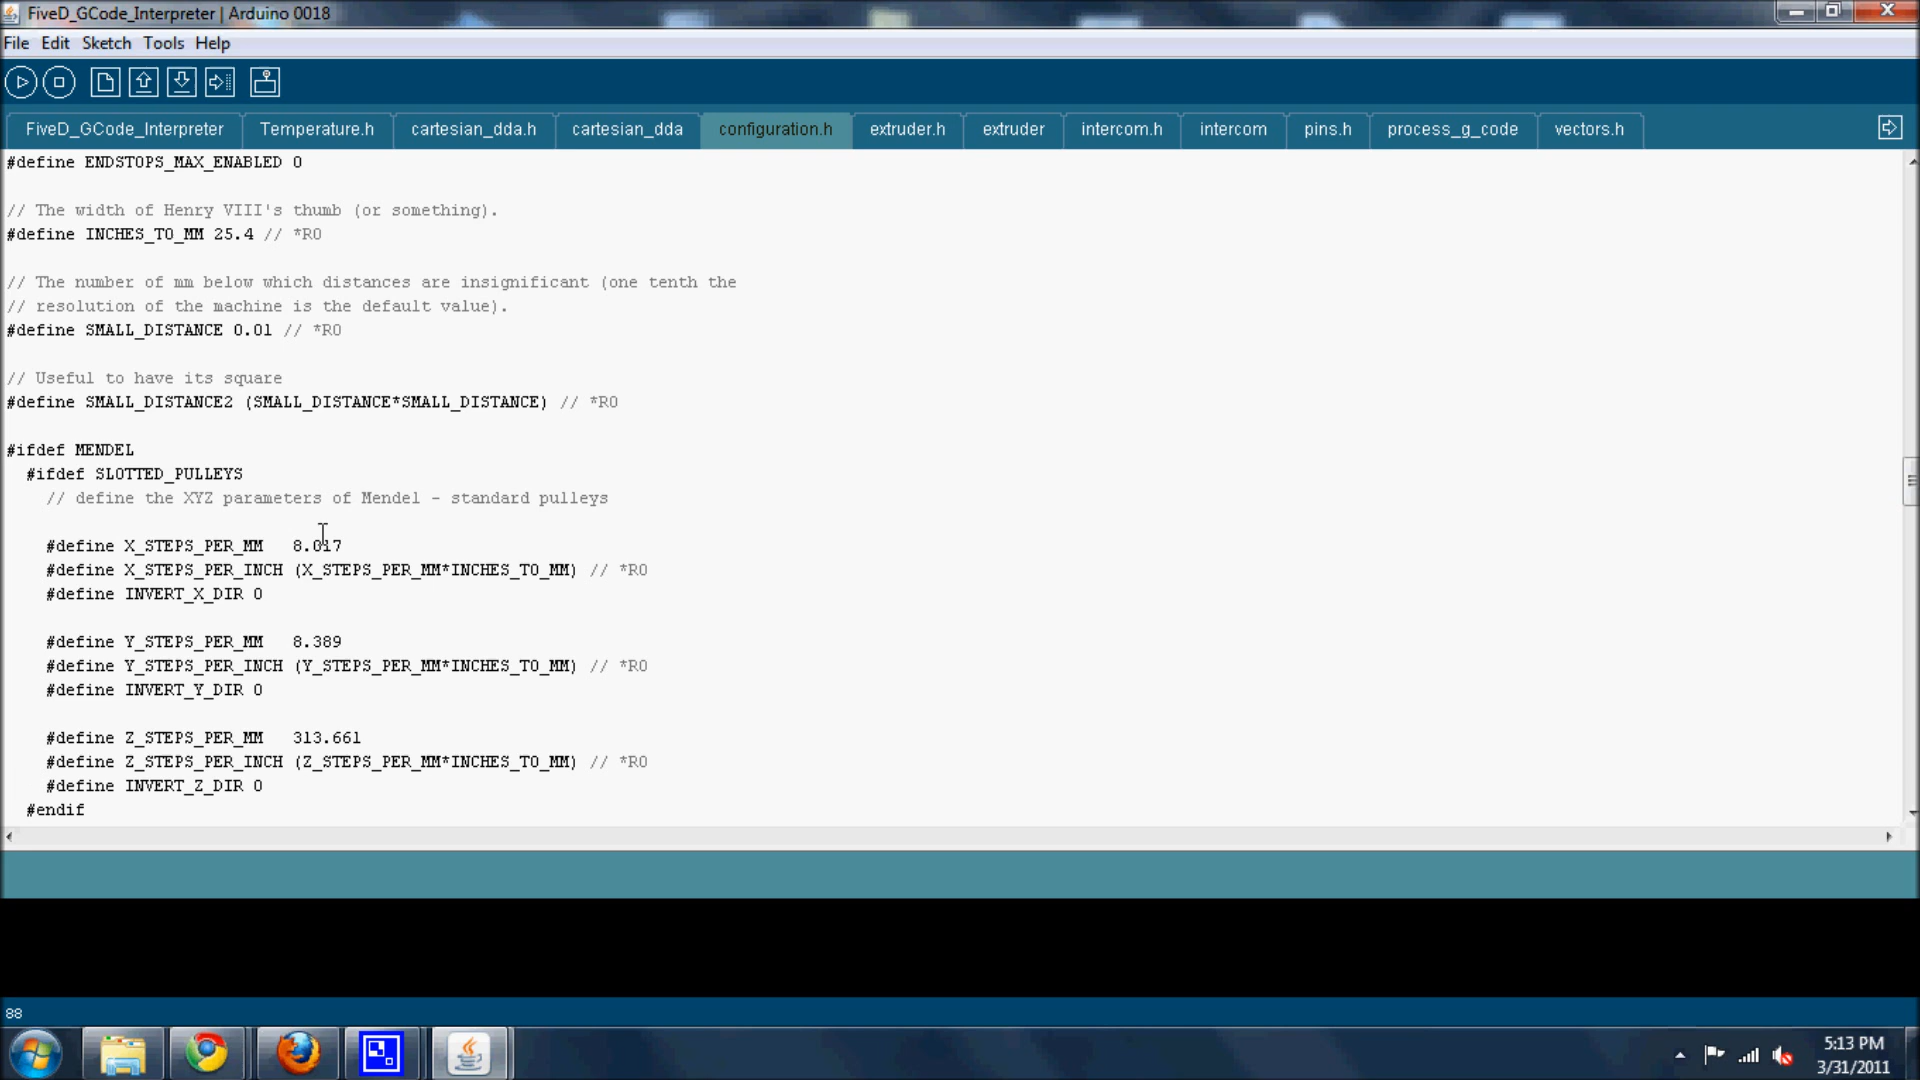 FiveD_GCode_Interpreter | Arduino 0018
File Edit Sketch Tools Help
FiveD_GCode_Interpreter Temperature.h cartesian_dda.h cartesian_dda configuration.h extruder.h extruder intercom.h intercom pins.h process_g_code vectors.h
#define ENDSTOPS_MAX_ENABLED 0
// The width of Henry VIII's thumb (or something).
#define INCHES_TO_MM 25.4 // *RO
// The number of mm below which distances are insignificant (one tenth the
// resolution of the machine is the default value).
#define SMALL_DISTANCE 0.01 // *RO
// Useful to have its square
#define SMALL_DISTANCE2 (SMALL_DISTANCE*SMALL_DISTANCE) // *RO
#ifdef MENDEL
#ifdef SLOTTED_PULLEYS
// define the XYZ parameters of Mendel - standard pulleys
#define X_STEPS_PER_MM 8.017
#define X_STEPS_PER_INCH (X_STEPS_PER_MM*INCHES_TO_MM) // *RO
#define INVERT_X_DIR 0
#define Y_STEPS_PER_MM 8.389
#define Y_STEPS_PER_INCH (Y_STEPS_PER_MM*INCHES_TO_MM) // *RO
#define INVERT_Y_DIR 0
#define Z_STEPS_PER_MM 313.661
#define Z_STEPS_PER_INCH (Z_STEPS_PER_MM*INCHES_TO_MM) // *RO
#define INVERT_Z_DIR 0
#endif
88
5:13 PM
3/31/2011